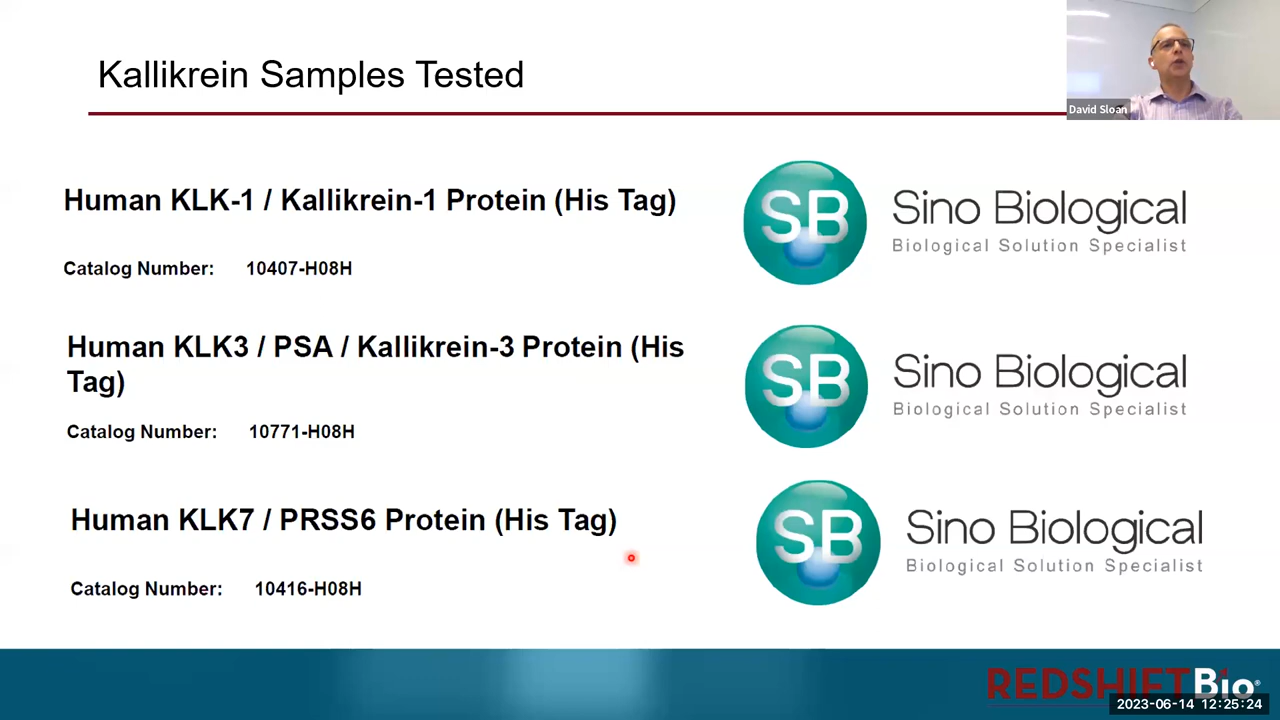 Kallikrein Samples Tested
David Sloan
Human KLK-1 / Kallikrein-1 Protein (His Tag)
Catalog Number: 10407-H08H
SB
Sino Biological
Biological Solution Specialist
Human KLK3 / PSA / Kallikrein-3 Protein (His
Tag)
Catalog Number: 10771-H08H
SB
Sino Biological
Biological Solution Specialist
Human KLK7 / PRSS6 Protein (His Tag)
Catalog Number: 10416-H08H
SB
Sino Biological
Biological Solution Specialist
REDSHIFTBio®
2023-06-14 12:25:24